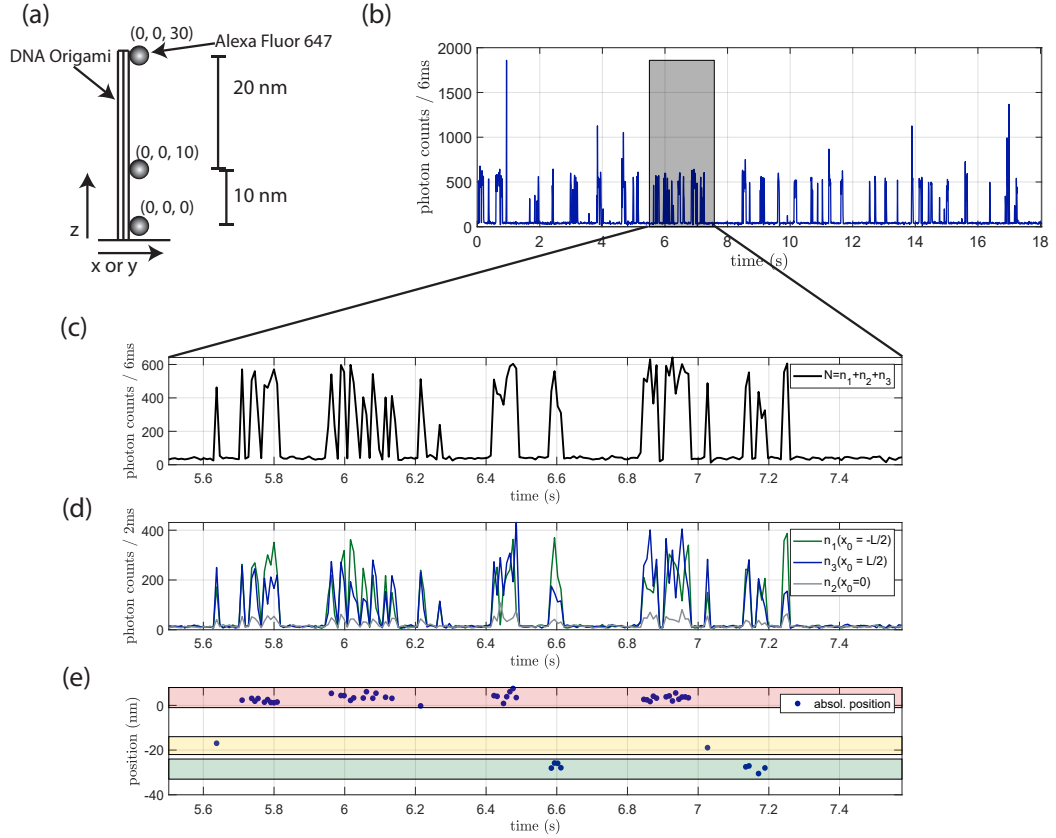 (a)
(0, 0, 30)
Alexa Fluor 647
DNA Origami
20 nm
(0, 0, 10)
10 nm
(0, 0, 0)
z
x or y
(b)
photon counts / 6ms
2000
1500
1000
500
0
0 2 4 6 8 10 12 14 16 18
time (s)
(c)
photon counts / 6ms
600
400
200
0
N=n1+n2+n3
5.6 5.8 6 6.2 6.4 6.6 6.8 7 7.2 7.4
time (s)
(d)
photon counts / 2ms
400
200
0
n1(x0 = -L/2)
n3(x0 = L/2)
n2(x0=0)
5.6 5.8 6 6.2 6.4 6.6 6.8 7 7.2 7.4
time (s)
(e)
position (nm)
0
-20
-40
absol. position
5.6 5.8 6 6.2 6.4 6.6 6.8 7 7.2 7.4
time (s)